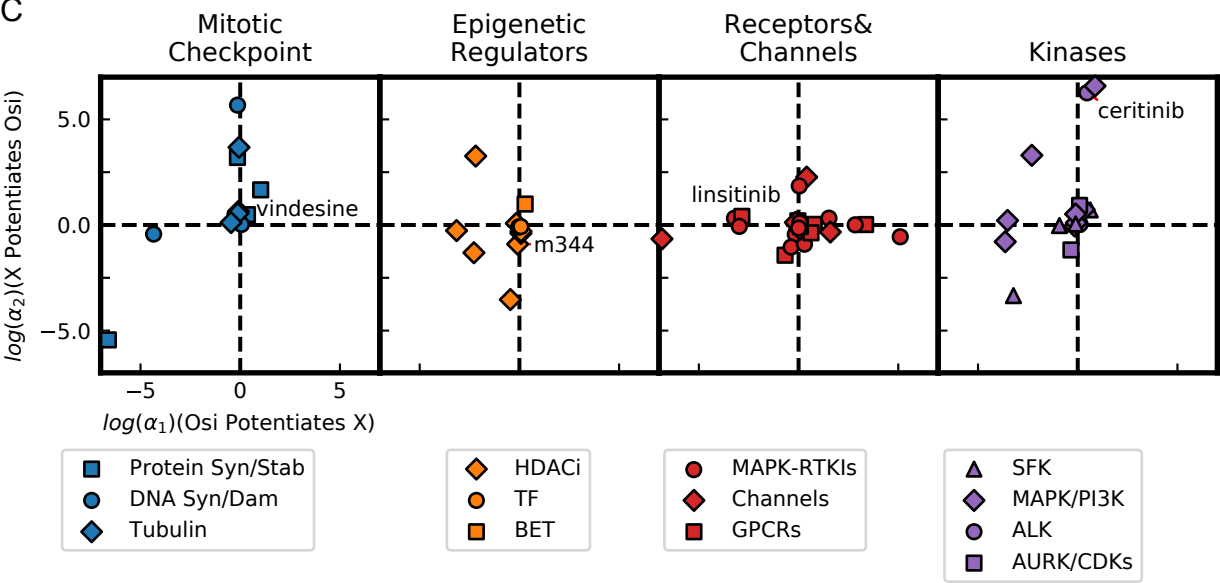 C
Mitotic
Checkpoint
Epigenetic
Regulators
Receptors&
Channels
Kinases
log(α₂)(X Potentiates Osi)
5.0
0.0
−5.0
vindesine
m344
linsitinib
ceritinib
−5 0 5
log(α₁)(Osi Potentiates X)
Protein Syn/Stab
DNA Syn/Dam
Tubulin
HDACi
TF
BET
MAPK-RTKIs
Channels
GPCRs
SFK
MAPK/PI3K
ALK
AURK/CDKs